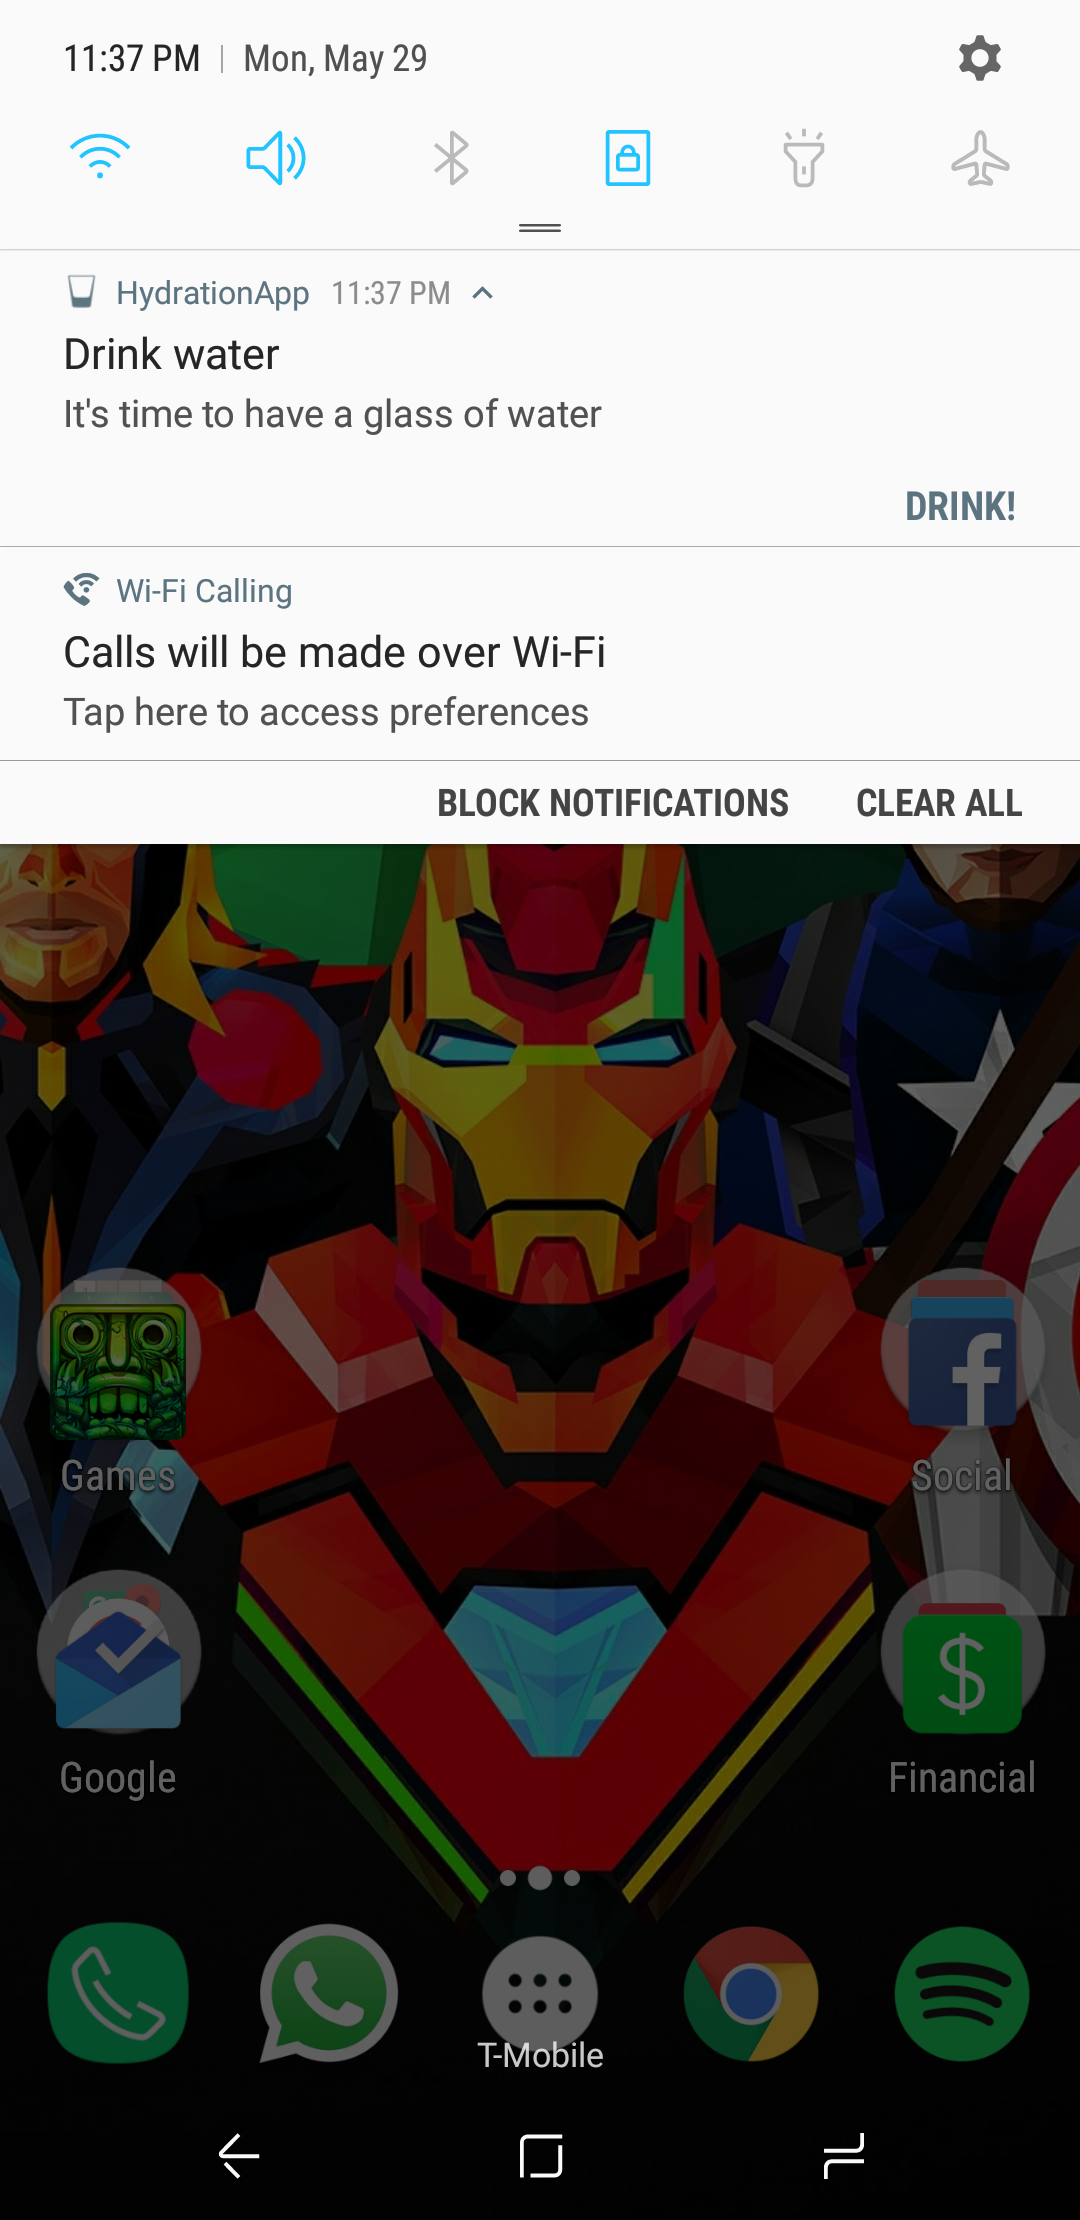 11:37 PM | Mon, May 29
HydrationApp 11:37 PM
Drink water
It's time to have a glass of water
DRINK!
Wi-Fi Calling
Calls will be made over Wi-Fi
Tap here to access preferences
BLOCK NOTIFICATIONS CLEAR ALL
Games Social
Google Financial
T-Mobile